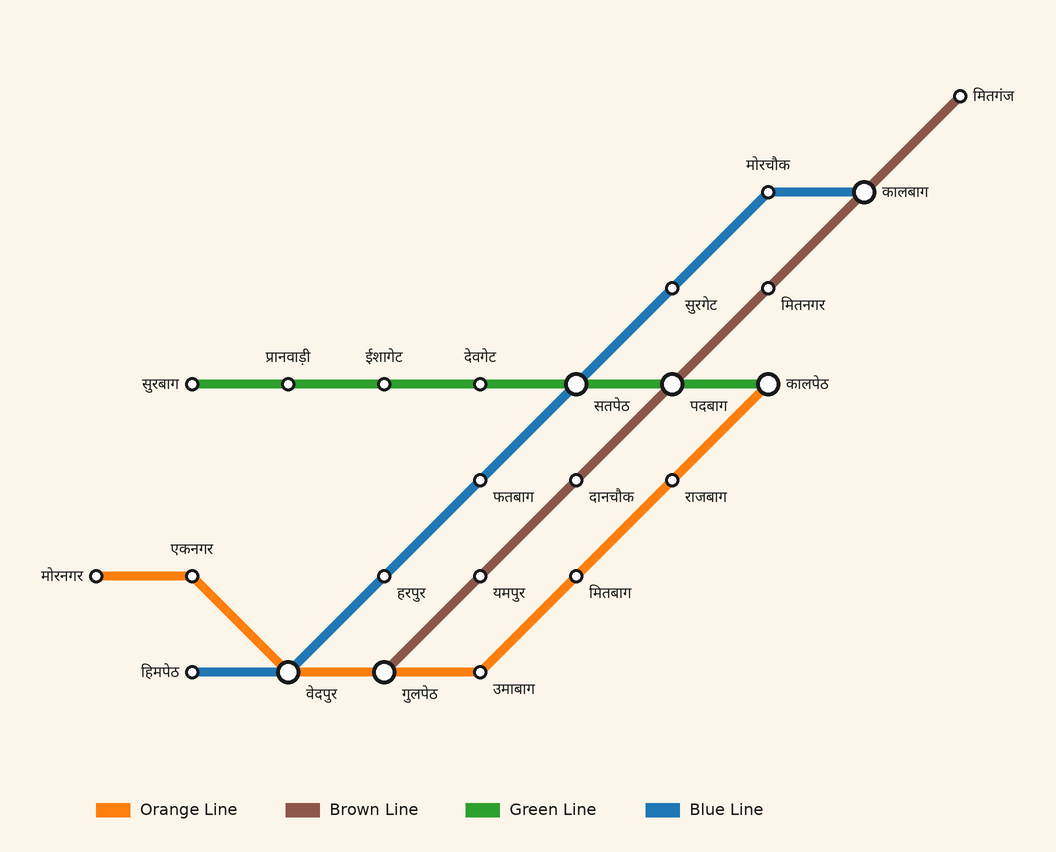 मितगंज
मोरचौक
कालबाग
सुरगेट
मितनगर
प्रानवाड़ी
ईशागेट
देवगेट
सुरबाग
कालपेठ
सतपेठ
पदबाग
फतबाग
दानचौक
राजबाग
एकनगर
मोरनगर
हरपुर
यमपुर
मितबाग
हिमपेठ
वेदपुर
गुलपेठ
उमाबाग
Orange Line
Brown Line
Green Line
Blue Line